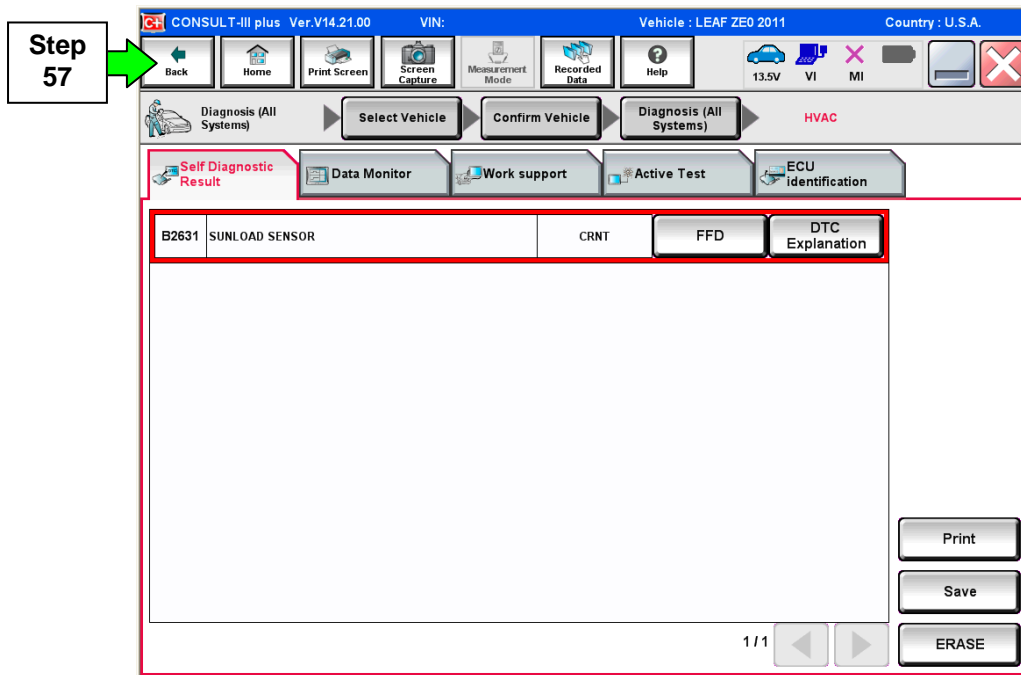 Step
57
C+ CONSULT-III plus Ver.V14.21.00 VIN: Vehicle : LEAF ZE0 2011 Country : U.S.A.
Back
Home
Print Screen
Screen
Capture
Measurement
Mode
Recorded
Data
Help
13.5V
VI
MI
Diagnosis (All
Systems)
Select Vehicle
Confirm Vehicle
Diagnosis (All
Systems)
HVAC
Self Diagnostic
Result
Data Monitor
Work support
Active Test
ECU
identification
B2631 SUNLOAD SENSOR CRNT FFD
DTC
Explanation
Print
Save
1/1
ERASE